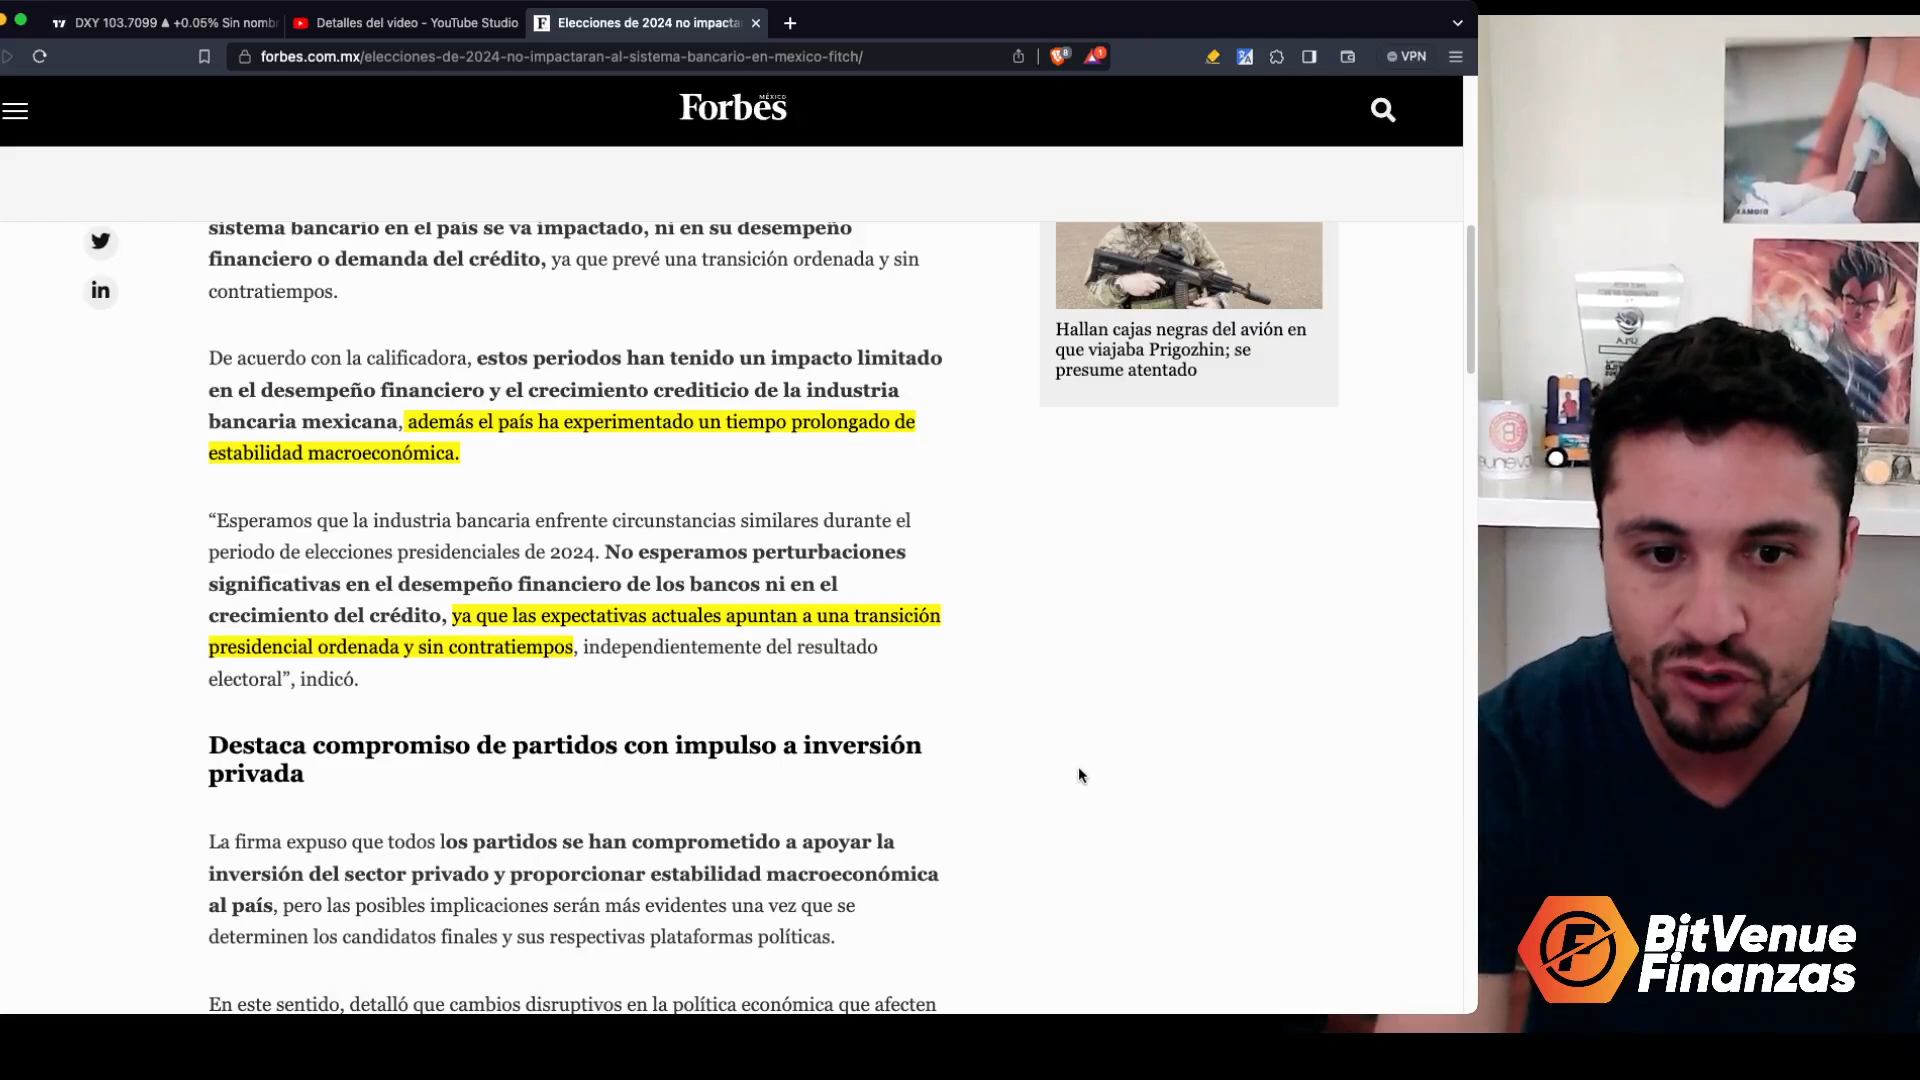 DXY 103.7099 ▲ +0.05% Sin nombr
Detalles del video - YouTube Studio
Elecciones de 2024 no impacta
forbes.com.mx/elecciones-de-2024-no-impactaran-al-sistema-bancario-en-mexico-fitch/
8
1
VPN
MÉXICO
Forbes
sistema bancario en el país se va impactado, ni en su desempeño
financiero o demanda del crédito, ya que prevé una transición ordenada y sin
contratiempos.
De acuerdo con la calificadora, estos periodos han tenido un impacto limitado
en el desempeño financiero y el crecimiento crediticio de la industria
bancaria mexicana, además el país ha experimentado un tiempo prolongado de
estabilidad macroeconómica.
“Esperamos que la industria bancaria enfrente circunstancias similares durante el
periodo de elecciones presidenciales de 2024. No esperamos perturbaciones
significativas en el desempeño financiero de los bancos ni en el
crecimiento del crédito, ya que las expectativas actuales apuntan a una transición
presidencial ordenada y sin contratiempos, independientemente del resultado
electoral”, indicó.
Destaca compromiso de partidos con impulso a inversión
privada
La firma expuso que todos los partidos se han comprometido a apoyar la
inversión del sector privado y proporcionar estabilidad macroeconómica
al país, pero las posibles implicaciones serán más evidentes una vez que se
determinen los candidatos finales y sus respectivas plataformas políticas.
En este sentido, detalló que cambios disruptivos en la política económica que afecten
Hallan cajas negras del avión en
que viajaba Prigozhin; se
presume atentado
in
BitVenue
Finanzas